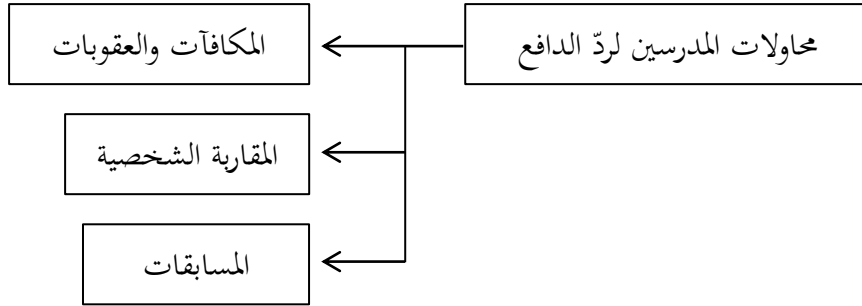 محاولات المدرسين لردّ الدافع
المكافآت والعقوبات
المقاربة الشخصية
المسابقات